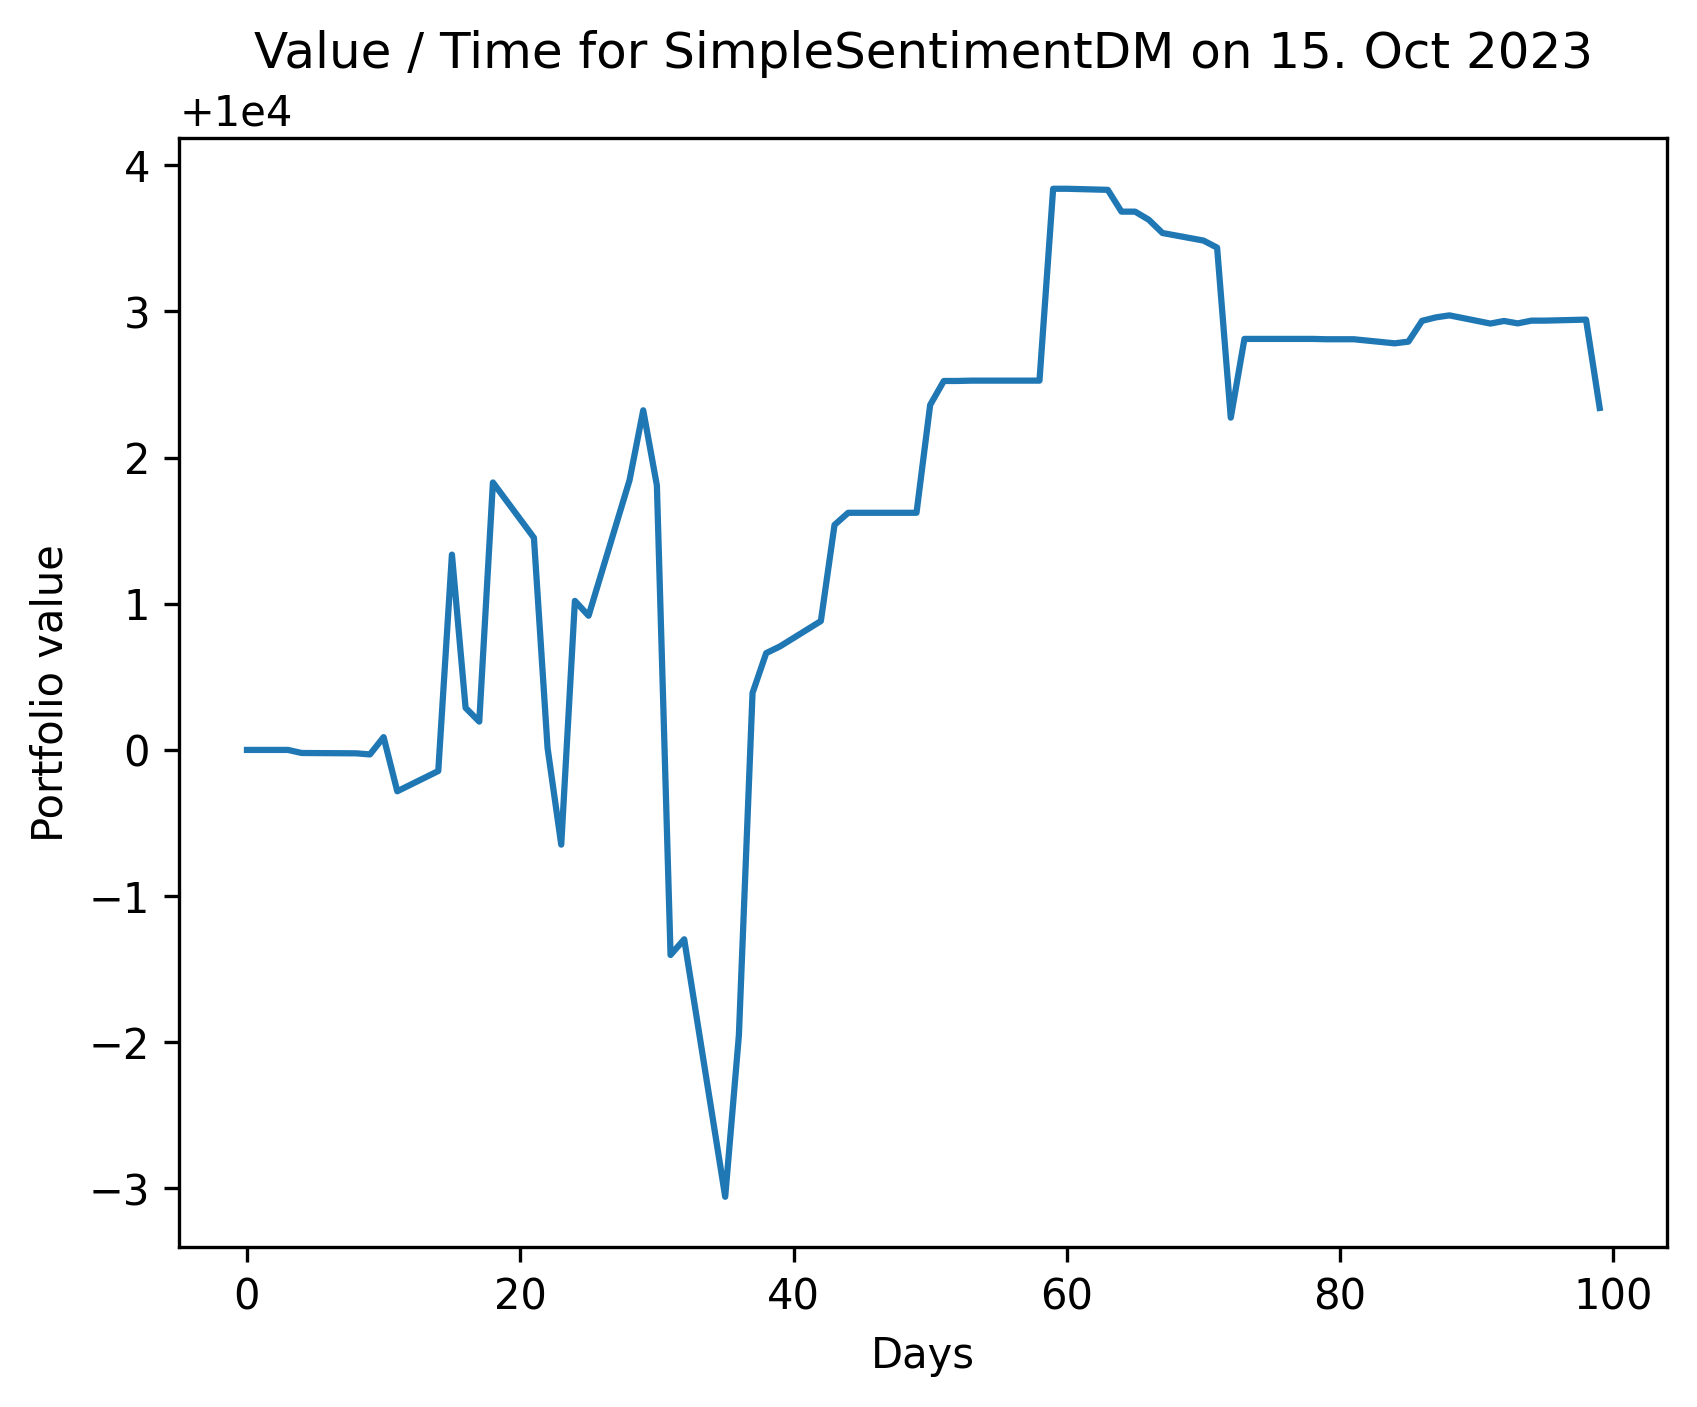 Value / Time for SimpleSentimentDM on 15. Oct 2023
+1e4
4
3
2
1
0
−1
−2
−3
Portfolio value
0 20 40 60 80 100
Days